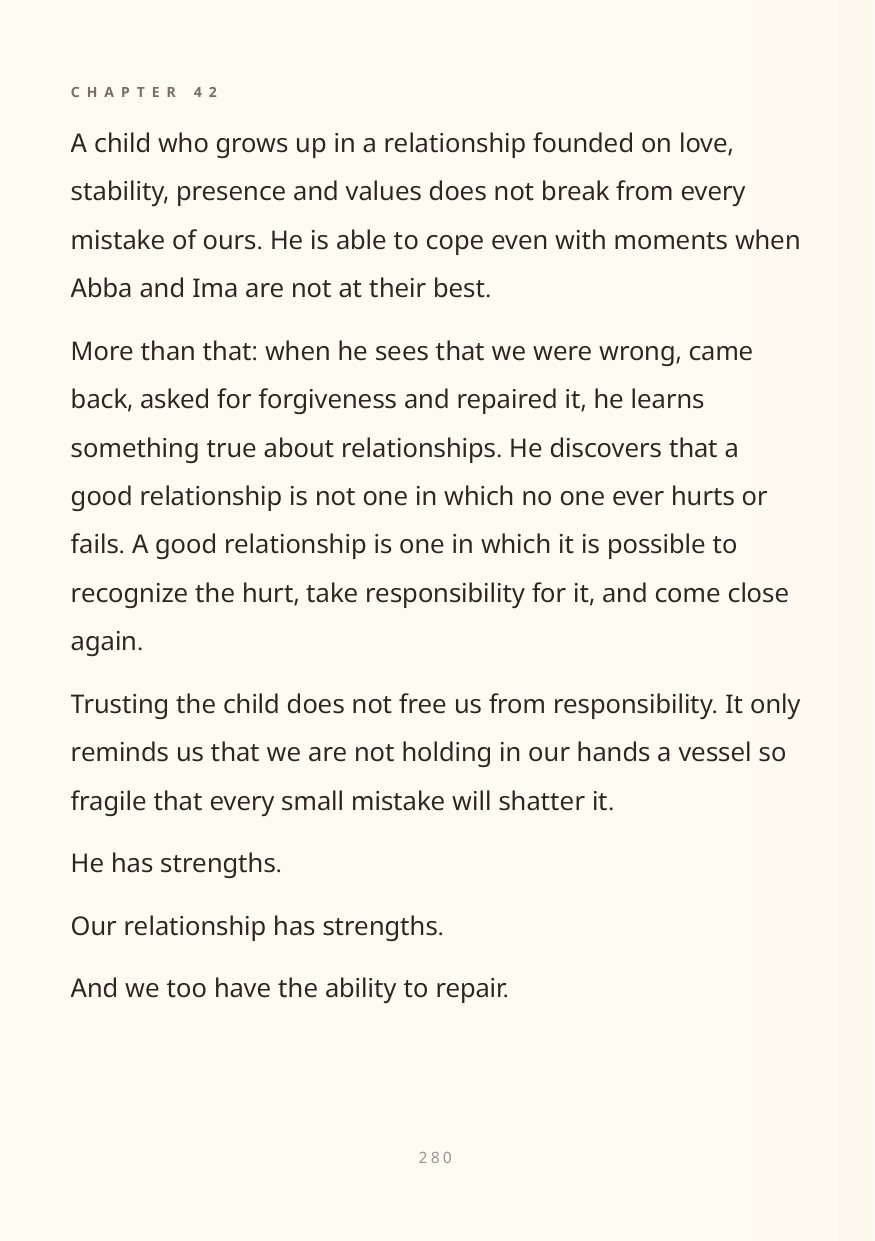 CHAPTER 42
A child who grows up in a relationship founded on love,
stability, presence and values does not break from every
mistake of ours. He is able to cope even with moments when
Abba and Ima are not at their best.
More than that: when he sees that we were wrong, came
back, asked for forgiveness and repaired it, he learns
something true about relationships. He discovers that a
good relationship is not one in which no one ever hurts or
fails. A good relationship is one in which it is possible to
recognize the hurt, take responsibility for it, and come close
again.
Trusting the child does not free us from responsibility. It only
reminds us that we are not holding in our hands a vessel so
fragile that every small mistake will shatter it.
He has strengths.
Our relationship has strengths.
And we too have the ability to repair.
280